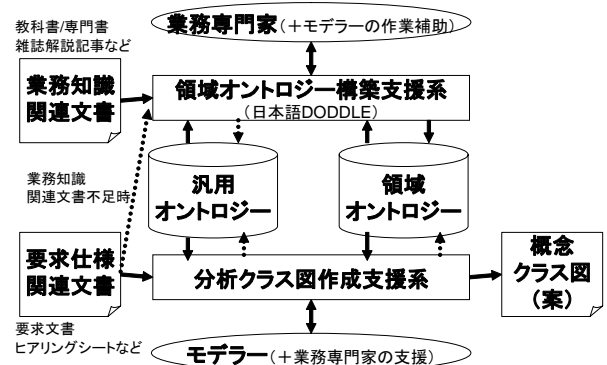 教科書/専門書
雑誌解説記事など
業務専門家(+モデラーの作業補助)
業務知識
関連文書
領域オントロジー構築支援系
(日本語DODDLE)
業務知識
関連文書不足時
汎用
オントロジー
領域
オントロジー
要求仕様
関連文書
分析クラス図作成支援系
概念
クラス図
(案)
要求文書
ヒアリングシートなど
モデラー(+業務専門家の支援)